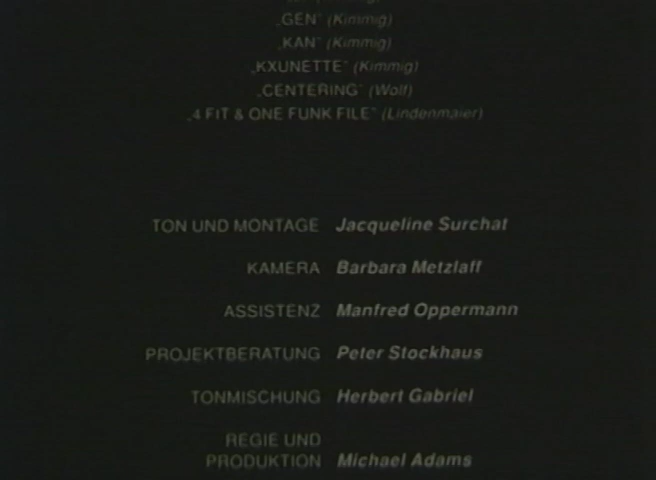 „GEN“ (Kimmig)
„KAN“ (Kimmig)
„KXUNETTE“ (Kimmig)
„CENTERING“ (Wolf)
„4 FIT & ONE FUNK FILE“ (Lindenmaier)
TON UND MONTAGE Jacqueline Surchat
KAMERA Barbara Metzlaff
ASSISTENZ Manfred Oppermann
PROJEKTBERATUNG Peter Stockhaus
TONMISCHUNG Herbert Gabriel
REGIE UND
PRODUKTION Michael Adams